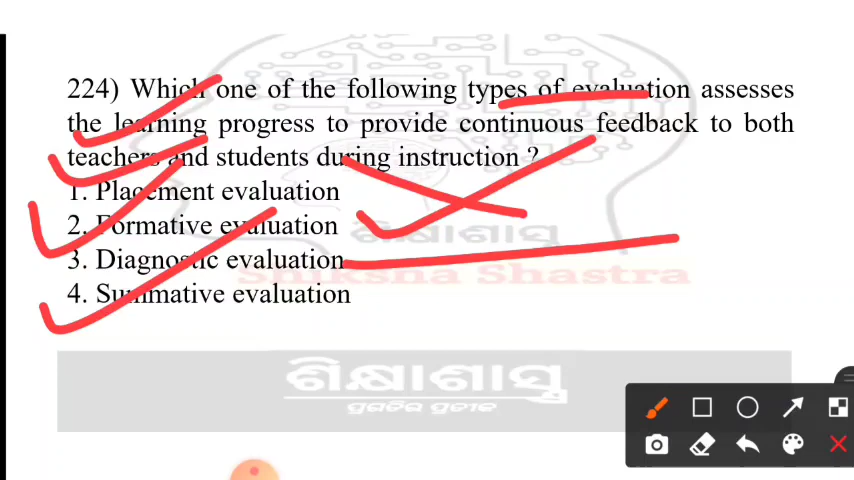 224) Which one of the following types of evaluation assesses
the learning progress to provide continuous feedback to both
teachers and students during instruction ?
1. Placement evaluation
2. Formative evaluation
ଶିକ୍ଷାଶାସ୍ତ୍ର
3. Diagnostic evaluation
Shiksha Shastra
4. Summative evaluation
ଶିକ୍ଷାଶାସ୍ତ୍ର